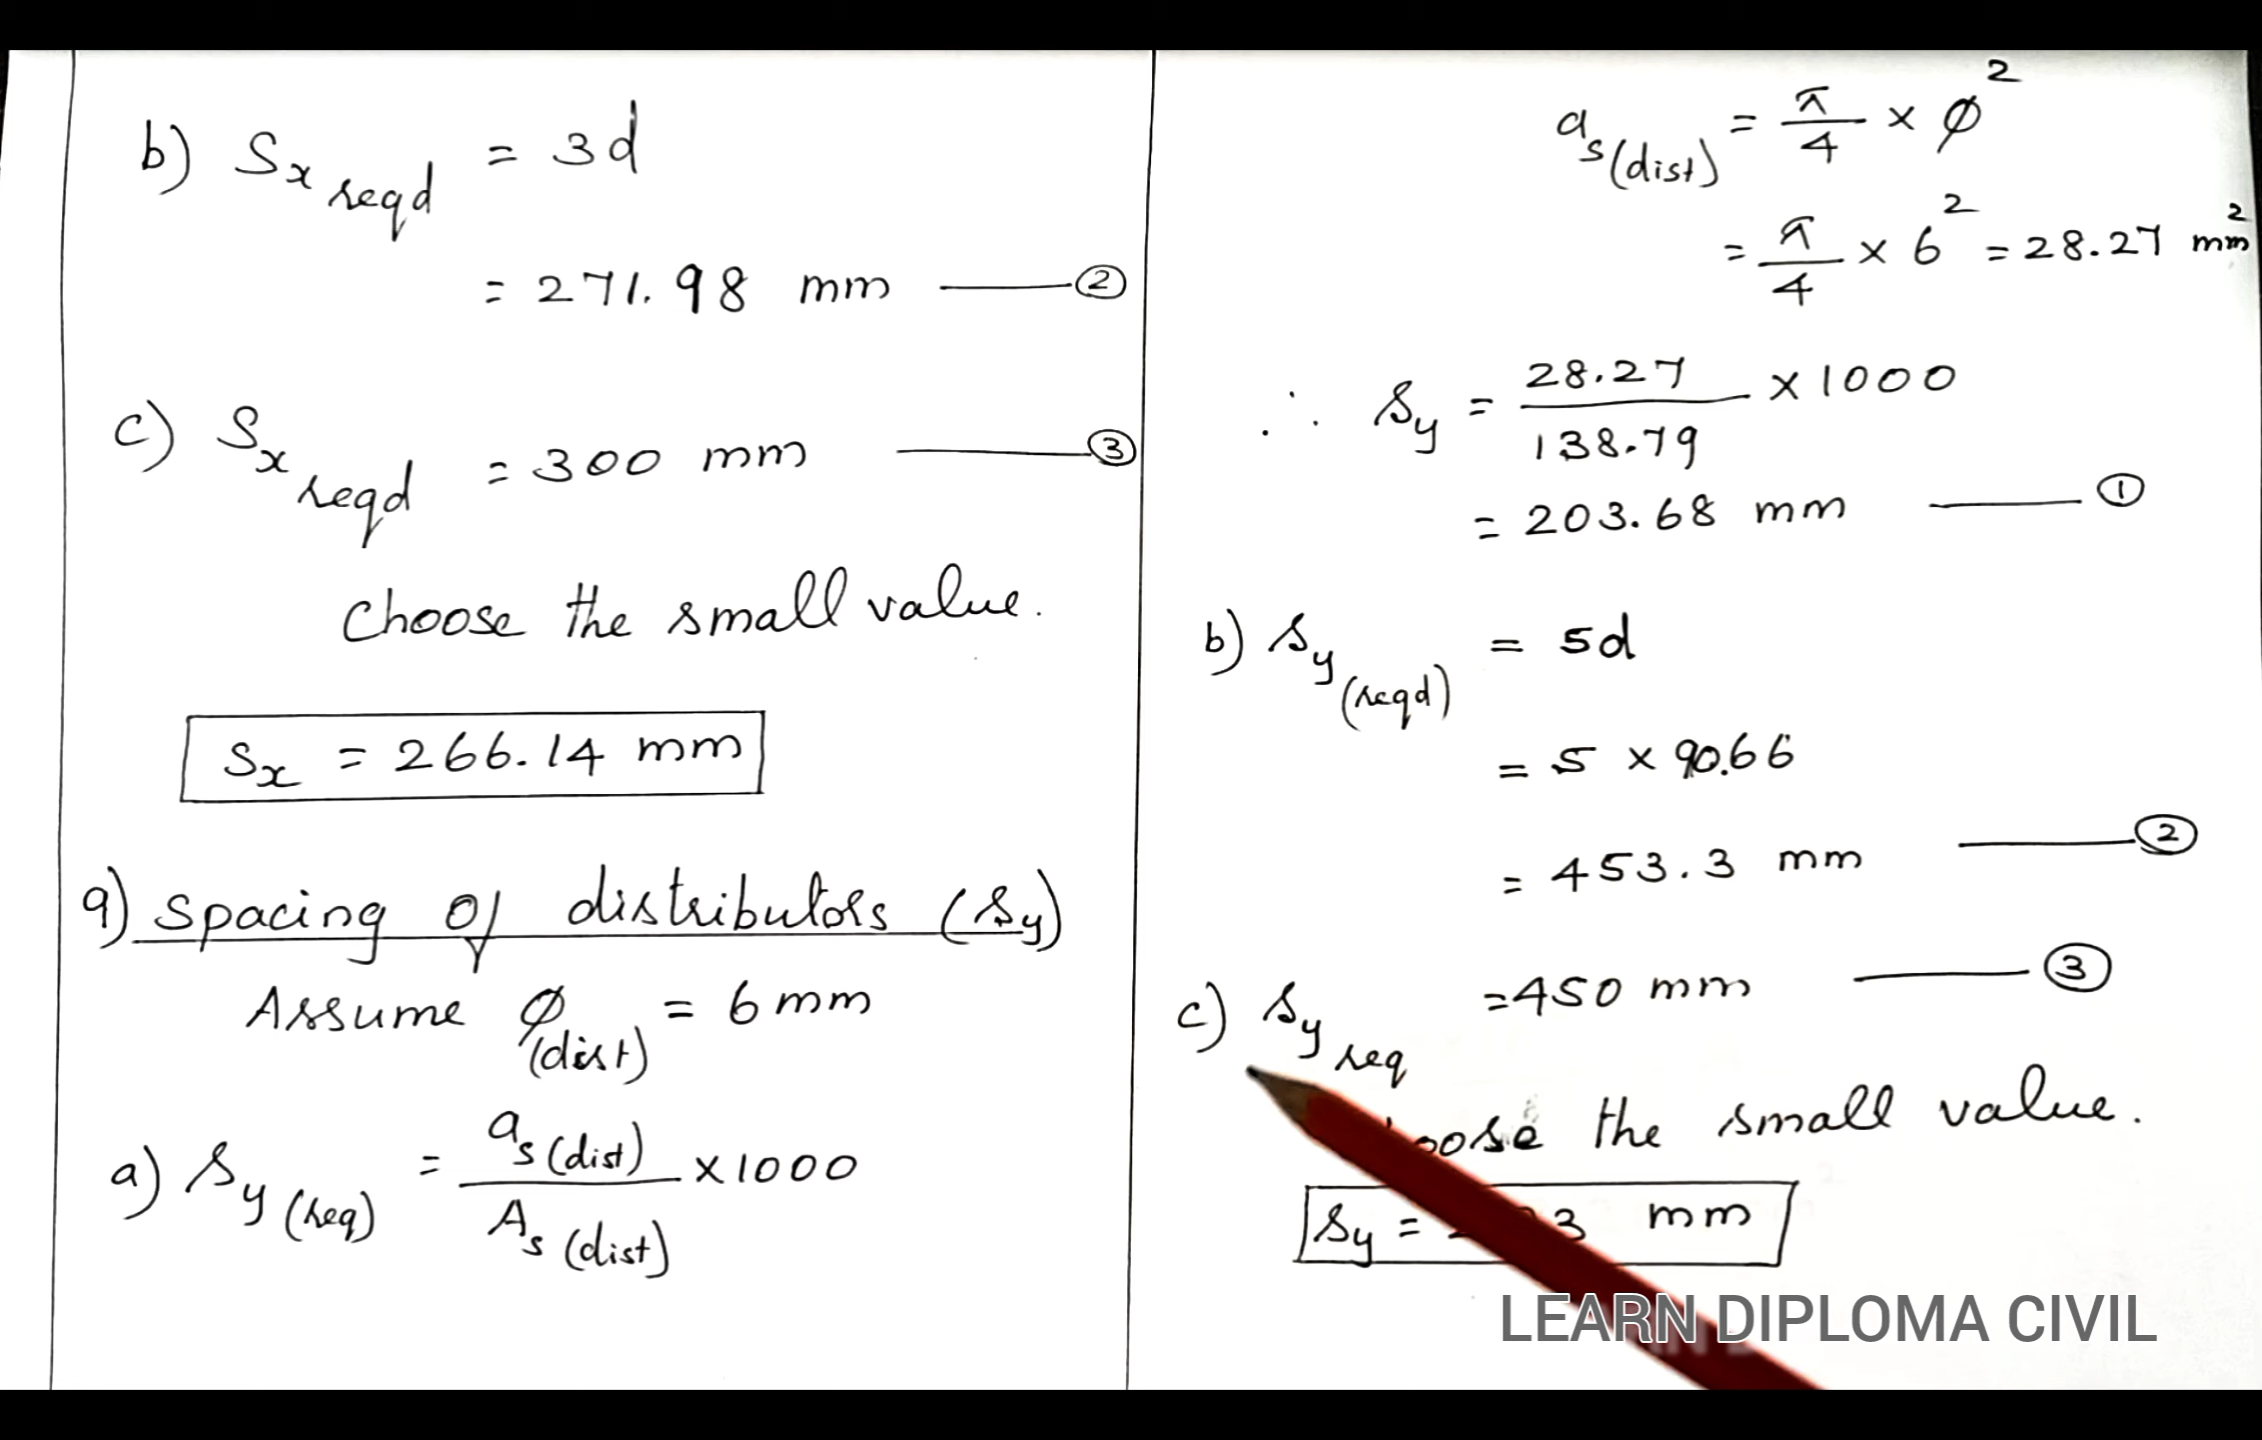 b) Sx reqd = 3d
= 271.98 mm ②
c) Sx reqd = 300 mm ③
Choose the small value.
Sx = 266.14 mm
9) Spacing of distributors (Sy)
Assume φ(dist) = 6 mm
a) Sy (req) = as (dist) / As (dist) × 1000
as (dist) = π/4 × φ²
= π/4 × 6² = 28.27 mm²
∴ Sy = 28.27 / 138.79 × 1000
= 203.68 mm ①
b) Sy (reqd) = 5d
= 5 × 90.66
= 453.3 mm ②
c) Sy req = 450 mm ③
the small value.
Sy = mm
LEARN DIPLOMA CIVIL